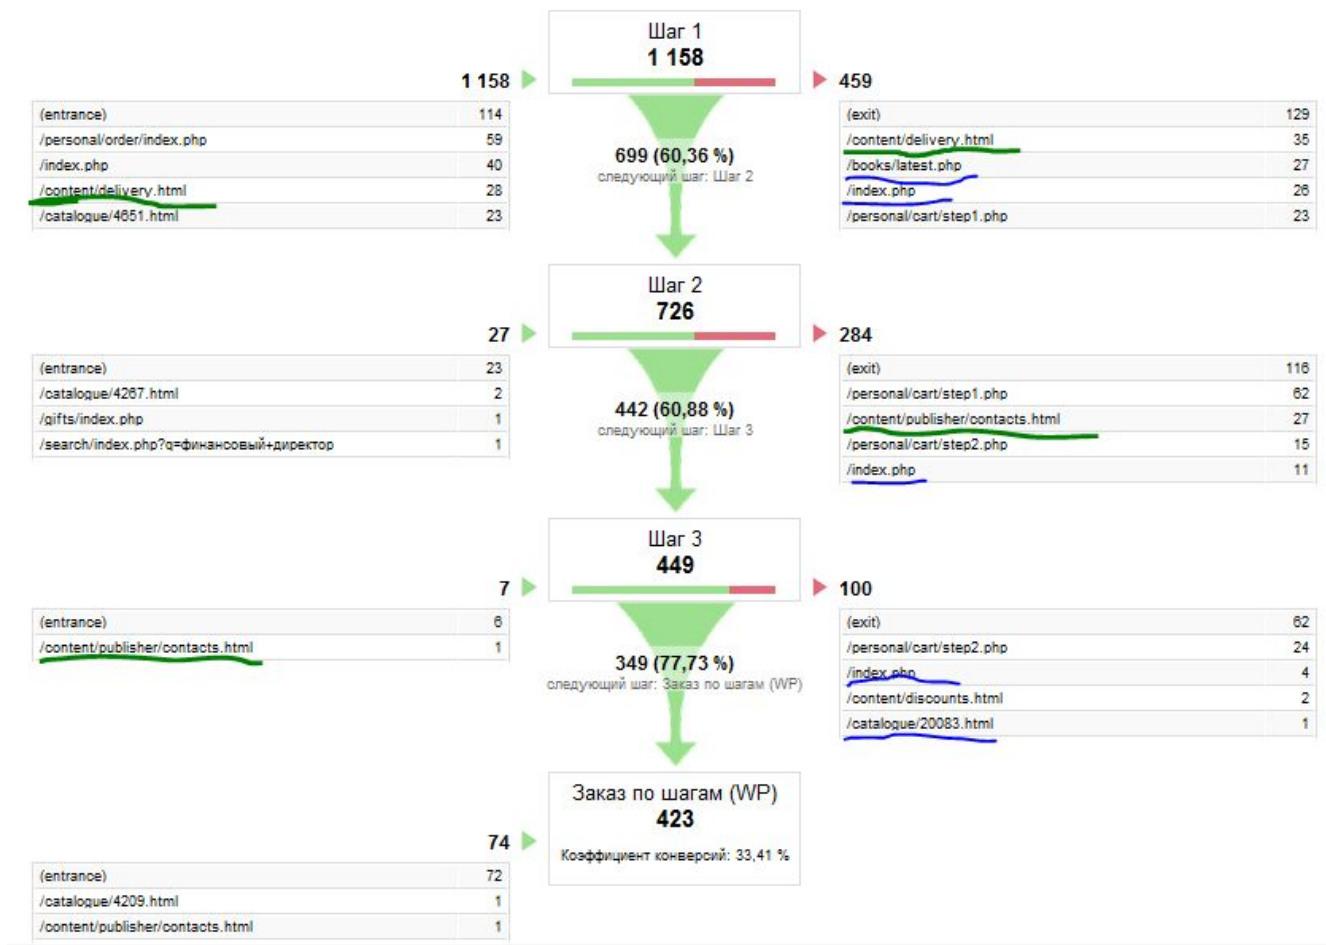 Шаг 1
1 158
1 158
459
(entrance) 114
/personal/order/index.php 59
/index.php 40
/content/delivery.html 28
/catalogue/4651.html 23
699 (60,36 %)
следующий шаг: Шаг 2
(exit) 129
/content/delivery.html 35
/books/latest.php 27
/index.php 26
/personal/cart/step1.php 23
Шаг 2
726
27
284
(entrance) 23
/catalogue/4267.html 2
/gifts/index.php 1
/search/index.php?q=финансовый+директор 1
442 (60,88 %)
следующий шаг: Шаг 3
(exit) 116
/personal/cart/step1.php 62
/content/publisher/contacts.html 27
/personal/cart/step2.php 15
/index.php 11
Шаг 3
449
7
100
(entrance) 6
/content/publisher/contacts.html 1
349 (77,73 %)
следующий шаг: Заказ по шагам (WP)
(exit) 62
/personal/cart/step2.php 24
/index.php 4
/content/discounts.html 2
/catalogue/20083.html 1
Заказ по шагам (WP)
423
Коэффициент конверсий: 33,41 %
74
(entrance) 72
/catalogue/4209.html 1
/content/publisher/contacts.html 1